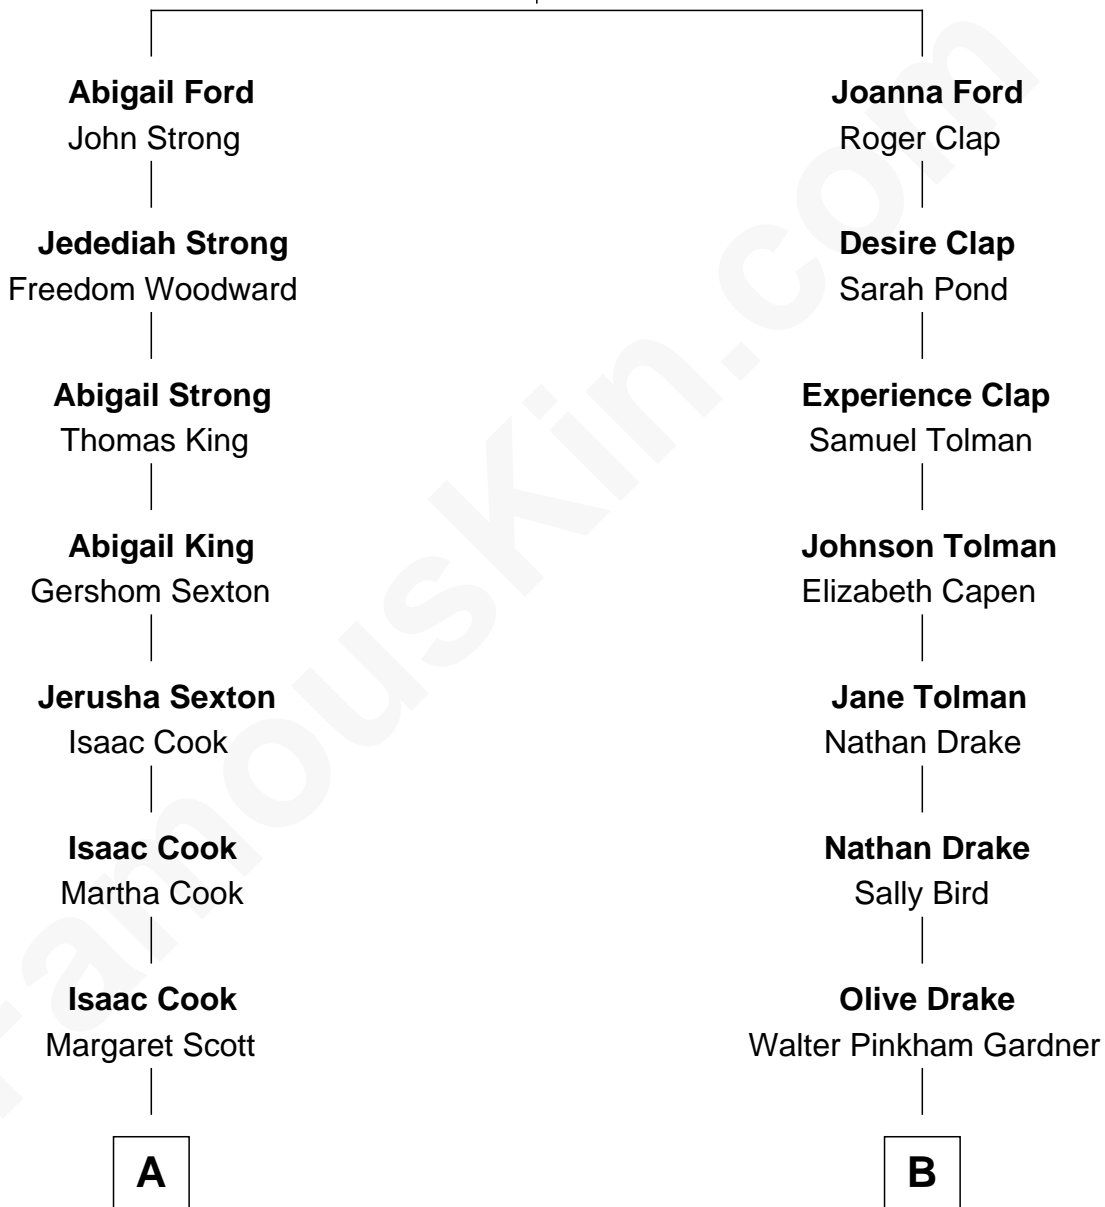 Abigail Ford
John Strong
Joanna Ford
Roger Clap
Jedediah Strong
Freedom Woodward
Desire Clap
Sarah Pond
Abigail Strong
Thomas King
Experience Clap
Samuel Tolman
Abigail King
Gershom Sexton
Johnson Tolman
Elizabeth Capen
Jerusha Sexton
Isaac Cook
Jane Tolman
Nathan Drake
Isaac Cook
Martha Cook
Nathan Drake
Sally Bird
Isaac Cook
Margaret Scott
Olive Drake
Walter Pinkham Gardner
A
B
FamousKin.com